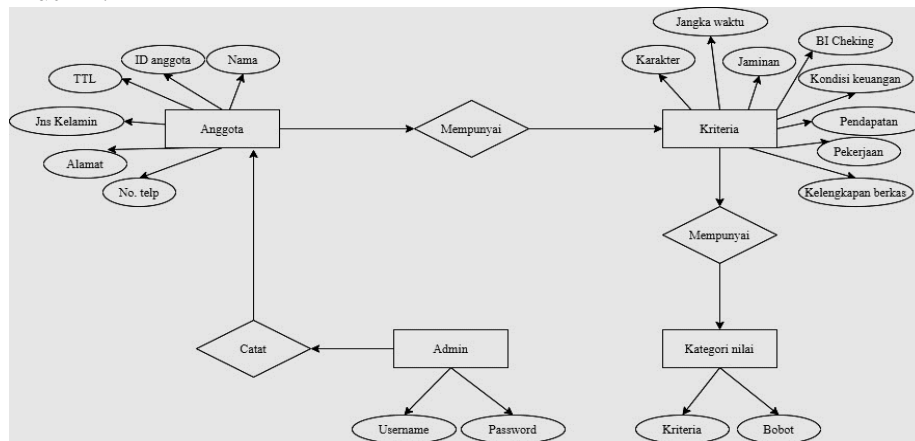 Jangka waktu
BI Cheking
ID anggota
Nama
Karakter
Jaminan
TTL
Kondisi keuangan
Jns Kelamin
Anggota
Mempunyai
Kriteria
Pendapatan
Pekerjaan
Alamat
No. telp
Kelengkapan berkas
Mempunyai
Catat
Admin
Kategori nilai
Username
Password
Kriteria
Bobot